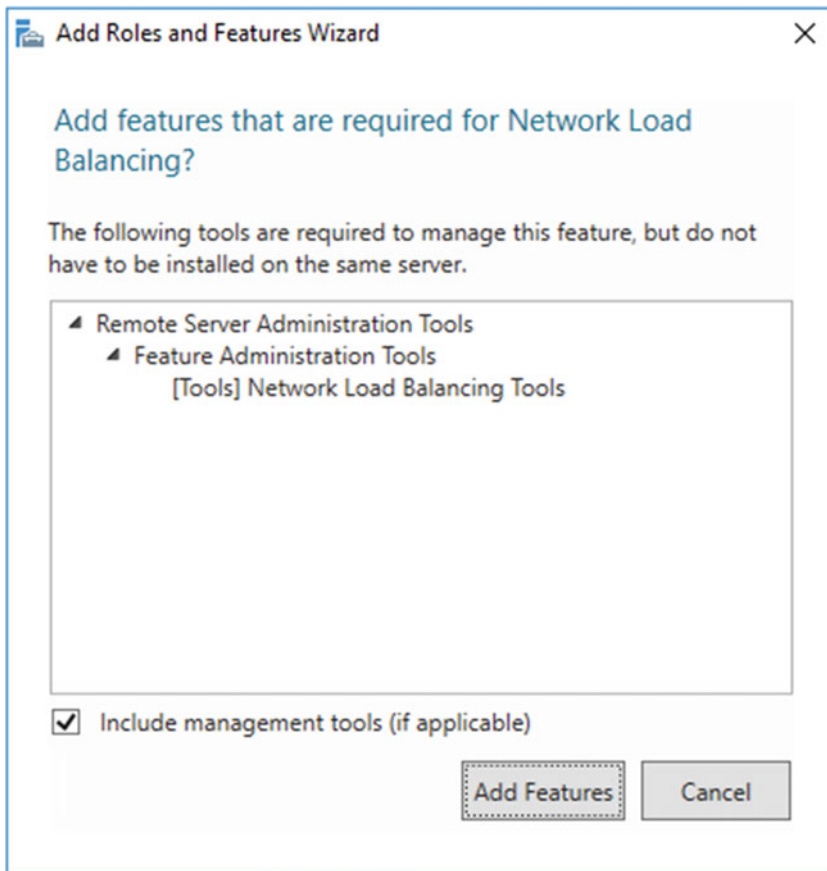 Add Roles and Features Wizard
Add features that are required for Network Load
Balancing?
The following tools are required to manage this feature, but do not
have to be installed on the same server.
Remote Server Administration Tools
Feature Administration Tools
[Tools] Network Load Balancing Tools
Include management tools (if applicable)
Add Features
Cancel